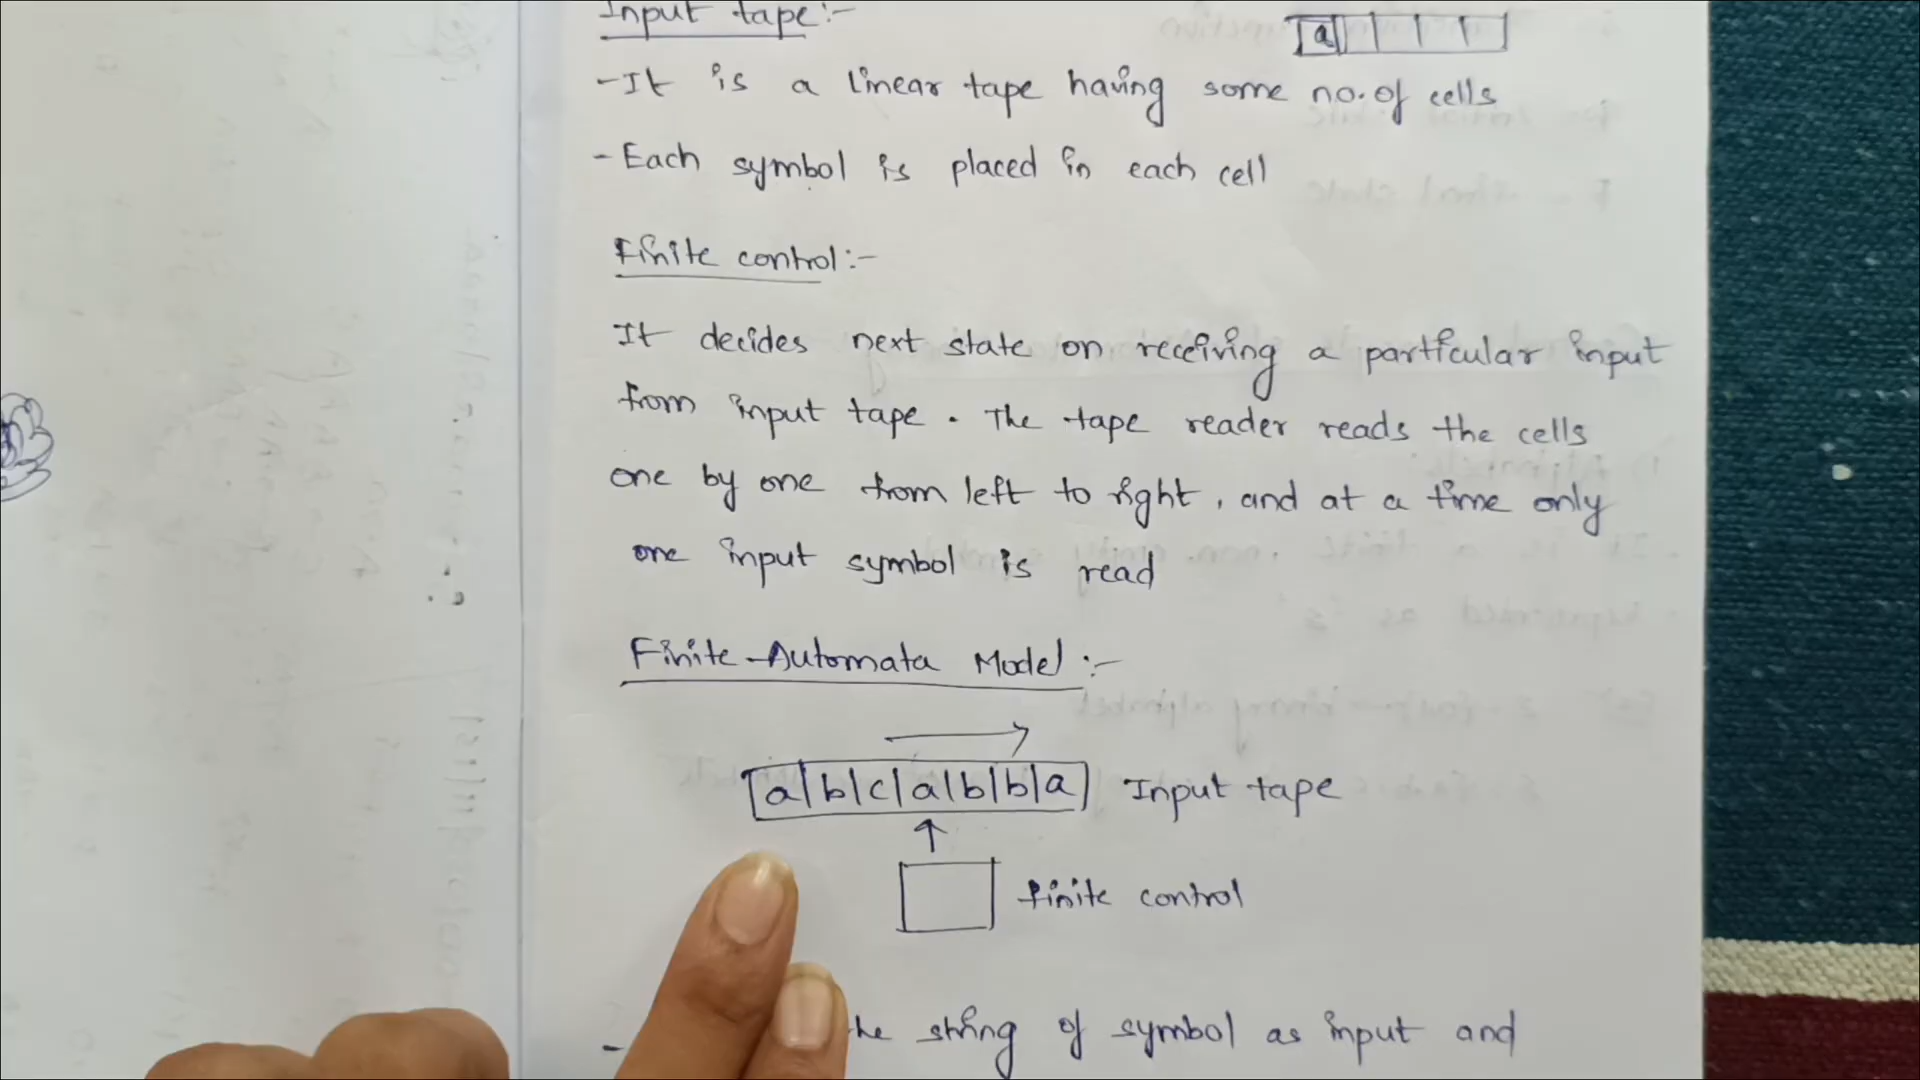 Input tape:-
a
-It is a linear tape having some no. of cells
- Each symbol is placed in each cell
Finite control:-
It decides next state on receiving a particular input
from input tape. The tape reader reads the cells
one by one from left to right, and at a time only
one input symbol is read
Finite-Automata Model:-
a|b|c|a|b|b|a Input tape
finite control
- he string of symbol as input and